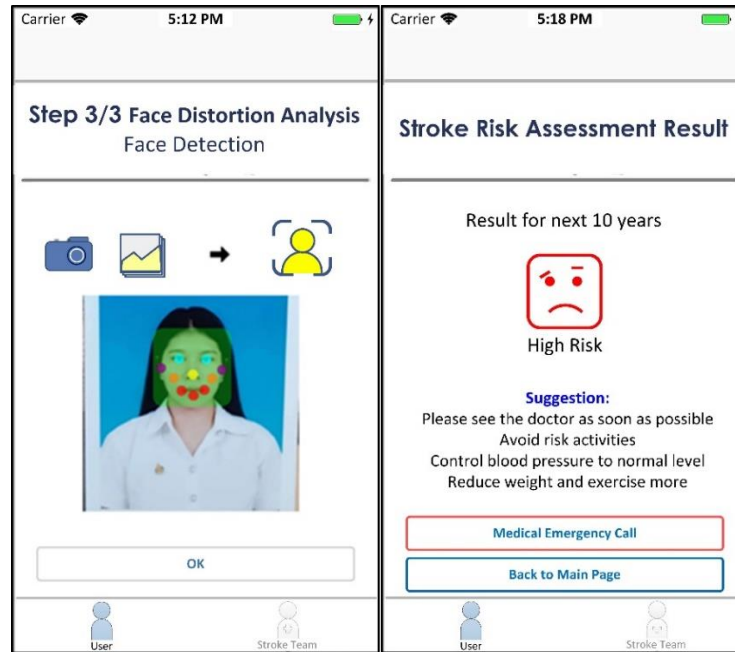 Carrier
5:12 PM
Step 3/3 Face Distortion Analysis
Face Detection
OK
User
Stroke Team
Carrier
5:18 PM
Stroke Risk Assessment Result
Result for next 10 years
High Risk
Suggestion:
Please see the doctor as soon as possible
Avoid risk activities
Control blood pressure to normal level
Reduce weight and exercise more
Medical Emergency Call
Back to Main Page
User
Stroke Team